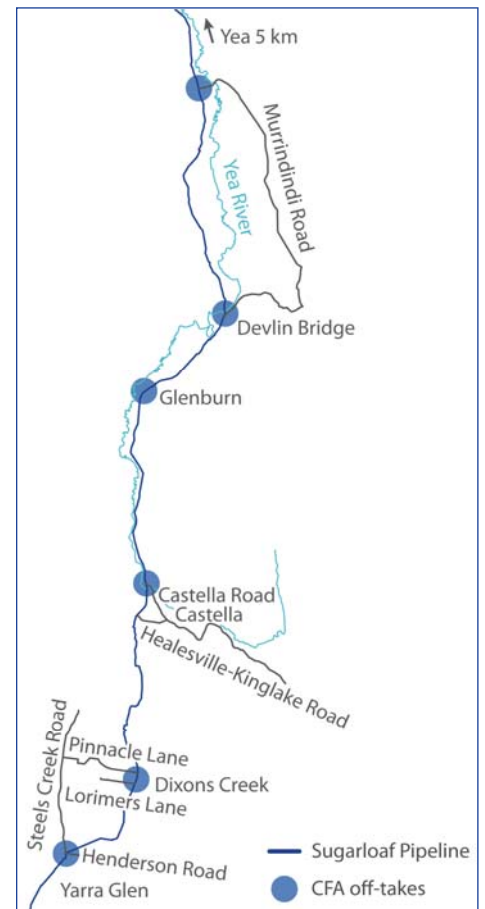 Yea 5 km
Murrindindi Road
Yea River
Devlin Bridge
Glenburn
Castella Road
Castella
Healesville-Kinglake Road
Steels Creek Road
Pinnacle Lane
Dixons Creek
Lorimers Lane
Henderson Road
Yarra Glen
Sugarloaf Pipeline
CFA off-takes